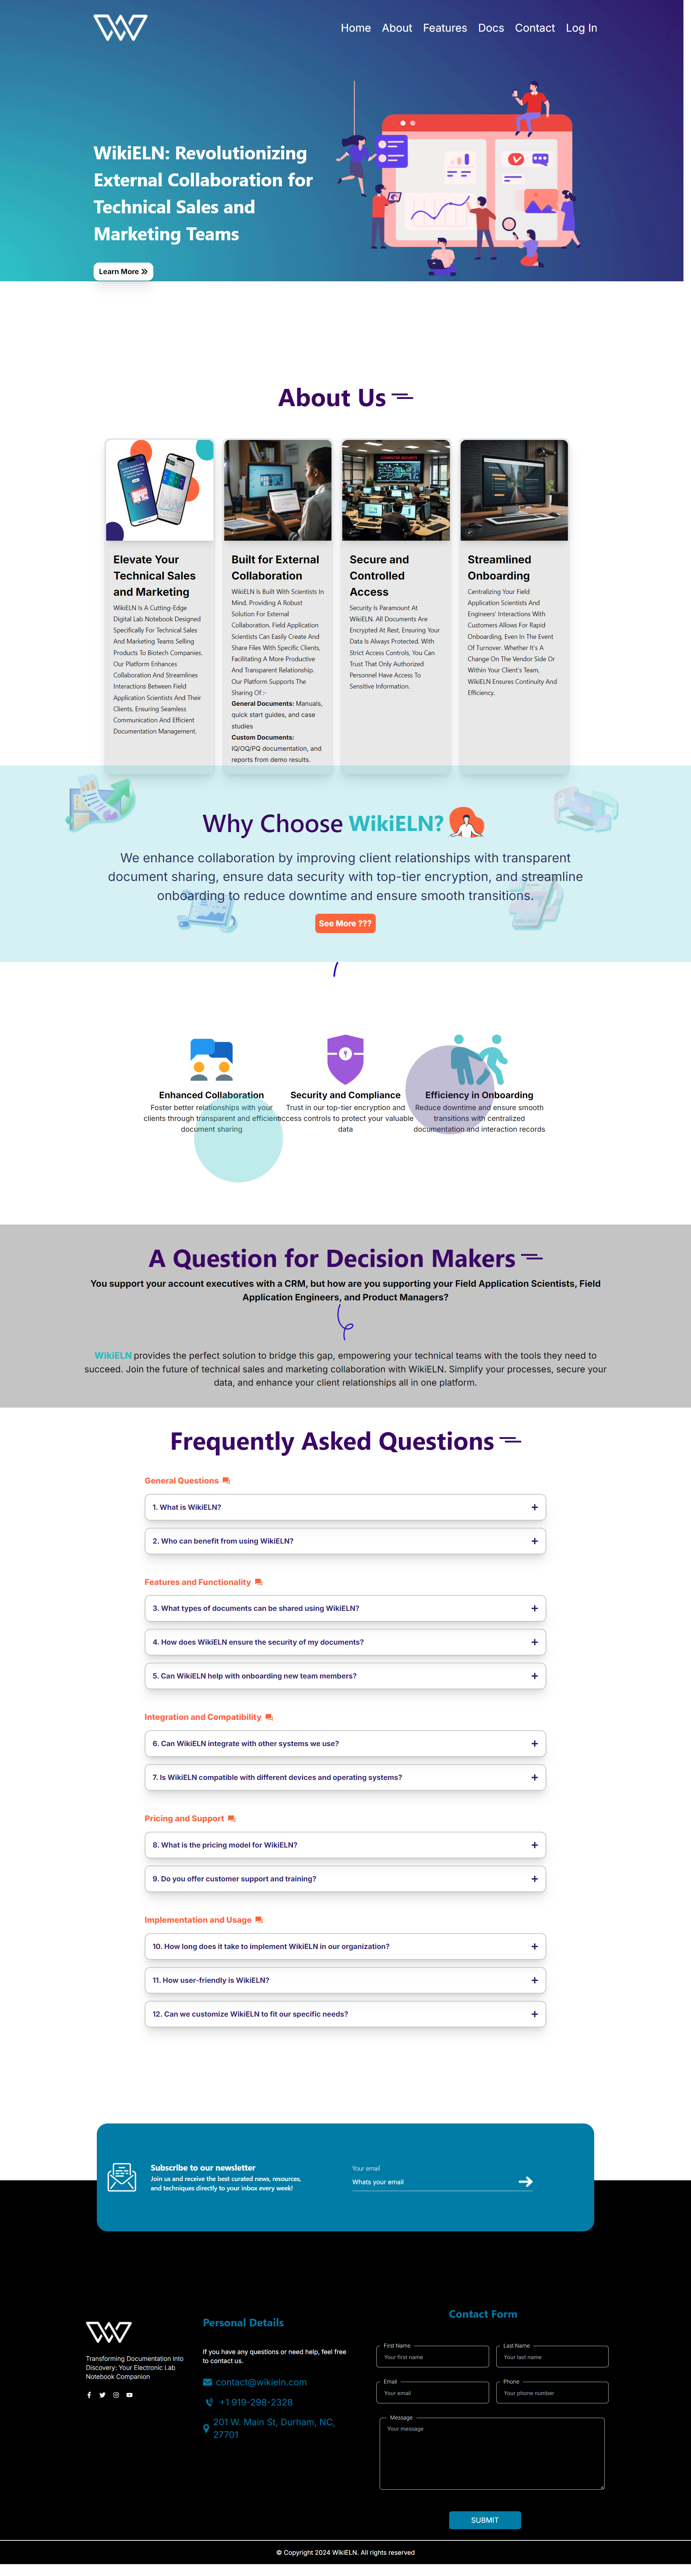 Home About Features Docs Contact Log In
WikiELN: Revolutionizing
External Collaboration for
Technical Sales and
Marketing Teams
Learn More
About Us
Elevate Your
Technical Sales
and Marketing
WikiELN Is A Cutting-Edge
Digital Lab Notebook Designed
Specifically For Technical Sales
And Marketing Teams Selling
Products To Biotech Companies.
Our Platform Enhances
Collaboration And Streamlines
Interactions Between Field
Application Scientists And Their
Clients, Ensuring Seamless
Communication And Efficient
Documentation Management.
Built for External
Collaboration
WikiELN Is Built With Scientists In
Mind, Providing A Robust
Solution For External
Collaboration. Field Application
Scientists Can Easily Create And
Share Files With Specific Clients,
Facilitating A More Productive
And Transparent Relationship.
Our Platform Supports The
Sharing Of :-
General Documents: Manuals,
quick start guides, and case
studies
Custom Documents:
IQ/OQ/PQ documentation, and
reports from demo results.
COMPUTER SECURITY
Secure and
Controlled
Access
Security Is Paramount At
WikiELN. All Documents Are
Encrypted At Rest, Ensuring Your
Data Is Always Protected. With
Strict Access Controls, You Can
Trust That Only Authorized
Personnel Have Access To
Sensitive Information.
Streamlined
Onboarding
Centralizing Your Field
Application Scientists And
Engineers' Interactions With
Customers Allows For Rapid
Onboarding, Even In The Event
Of Turnover. Whether It's A
Change On The Vendor Side Or
Within Your Client's Team,
WikiELN Ensures Continuity And
Efficiency.
Why Choose WikiELN?
We enhance collaboration by improving client relationships with transparent
document sharing, ensure data security with top-tier encryption, and streamline
onboarding to reduce downtime and ensure smooth transitions.
See More ???
Enhanced Collaboration
Foster better relationships with your
clients through transparent and efficient
document sharing
Security and Compliance
Trust in our top-tier encryption and
access controls to protect your valuable
data
Efficiency in Onboarding
Reduce downtime and ensure smooth
transitions with centralized
documentation and interaction records
A Question for Decision Makers
You support your account executives with a CRM, but how are you supporting your Field Application Scientists, Field
Application Engineers, and Product Managers?
WikiELN provides the perfect solution to bridge this gap, empowering your technical teams with the tools they need to
succeed. Join the future of technical sales and marketing collaboration with WikiELN. Simplify your processes, secure your
data, and enhance your client relationships all in one platform.
Frequently Asked Questions
General Questions
1. What is WikiELN?
2. Who can benefit from using WikiELN?
Features and Functionality
3. What types of documents can be shared using WikiELN?
4. How does WikiELN ensure the security of my documents?
5. Can WikiELN help with onboarding new team members?
Integration and Compatibility
6. Can WikiELN integrate with other systems we use?
7. Is WikiELN compatible with different devices and operating systems?
Pricing and Support
8. What is the pricing model for WikiELN?
9. Do you offer customer support and training?
Implementation and Usage
10. How long does it take to implement WikiELN in our organization?
11. How user-friendly is WikiELN?
12. Can we customize WikiELN to fit our specific needs?
Subscribe to our newsletter
Join us and receive the best curated news, resources,
and techniques directly to your inbox every week!
Your email
Whats your email
Transforming Documentation Into
Discovery: Your Electronic Lab
Notebook Companion
Personal Details
If you have any questions or need help, feel free
to contact us.
contact@wikieln.com
+1 919-298-2328
201 W. Main St, Durham, NC,
27701
Contact Form
First Name
Your first name
Last Name
Your last name
Email
Your email
Phone
Your phone number
Message
Your message
SUBMIT
© Copyright 2024 WikiELN. All rights reserved